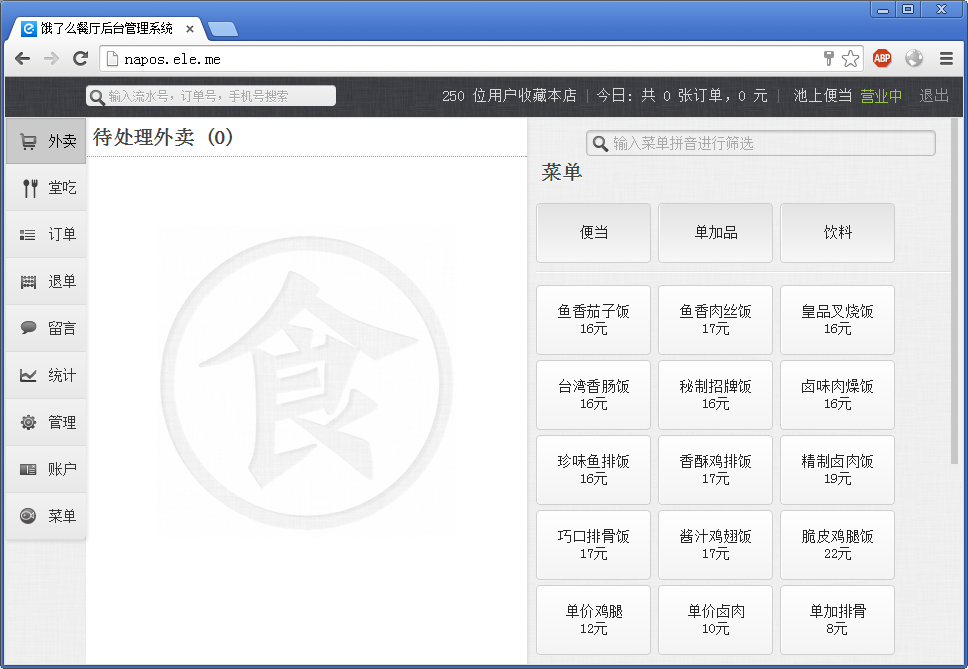 饿了么餐厅后台管理系统
napos.ele.me
ABP
输入流水号，订单号，手机号搜索
250 位用户收藏本店 | 今日：共 0 张订单，0 元 | 池上便当 营业中 退出
外卖
堂吃
订单
退单
留言
统计
管理
账户
菜单
待处理外卖 (0)
食
输入菜单拼音进行筛选
菜单
便当 单加品 饮料
鱼香茄子饭 鱼香肉丝饭 皇品叉烧饭
16元 17元 16元
台湾香肠饭 秘制招牌饭 卤味肉燥饭
16元 16元 16元
珍味鱼排饭 香酥鸡排饭 精制卤肉饭
16元 17元 19元
巧口排骨饭 酱汁鸡翅饭 脆皮鸡腿饭
17元 17元 22元
单价鸡腿 单价卤肉 单加排骨
12元 10元 8元